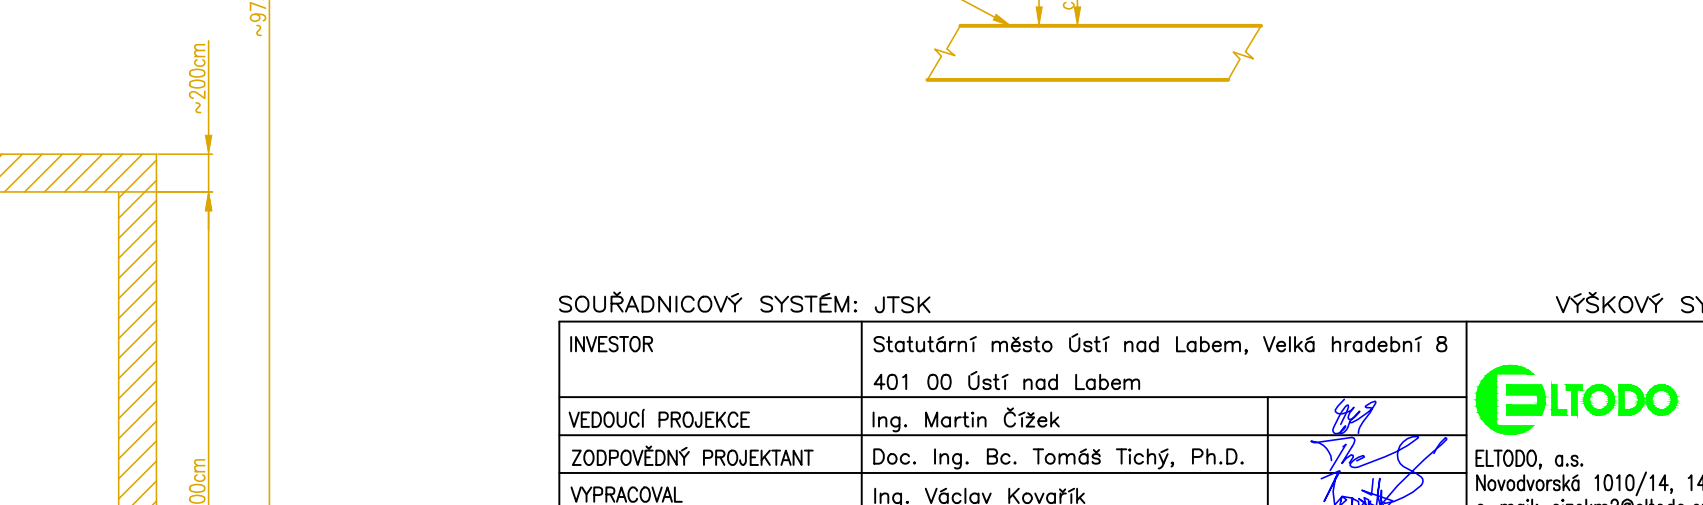 ~97
~200cm
00cm
SOUŘADNICOVÝ SYSTÉM: JTSK
VÝŠKOVÝ SY
INVESTOR
Statutární město Ústí nad Labem, Velká hradební 8
401 00 Ústí nad Labem
ELTODO
VEDOUCÍ PROJEKCE
Ing. Martin Čížek
ZODPOVĚDNÝ PROJEKTANT
Doc. Ing. Bc. Tomáš Tichý, Ph.D.
VYPRACOVAL
Ing. Václav Kovařík
ELTODO, a.s.
Novodvorská 1010/14, 14